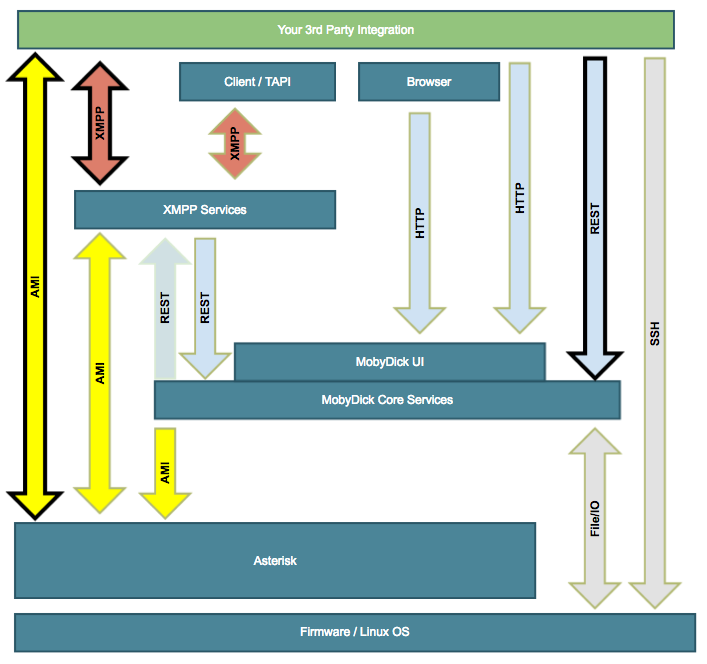 Your 3rd Party Integration
Client / TAPI
Browser
XMPP
XMPP
HTTP
HTTP
REST
XMPP Services
AMI
AMI
REST
REST
SSH
MobyDick UI
MobyDick Core Services
AMI
File/IO
Asterisk
Firmware / Linux OS